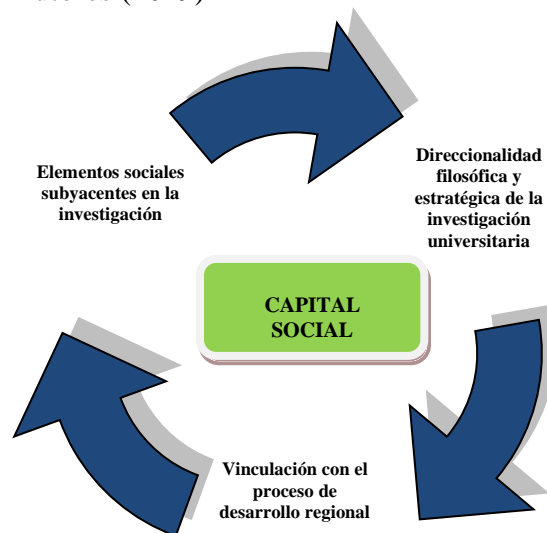 Elementos sociales
subyacentes en la
investigación
Direccionalidad
filosófica y
estratégica de la
investigación
universitaria
CAPITAL
SOCIAL
Vinculación con el
proceso de
desarrollo regional